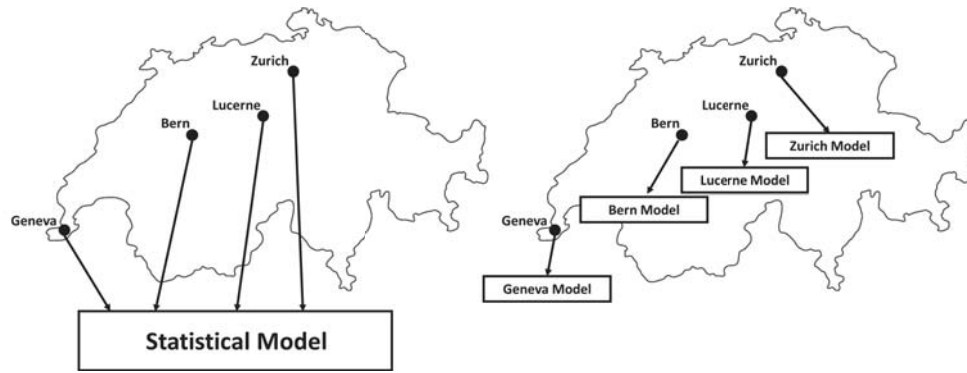 Zurich
Lucerne
Bern
Geneva
Statistical Model
Zurich
Lucerne
Bern
Zurich Model
Lucerne Model
Bern Model
Geneva
Geneva Model